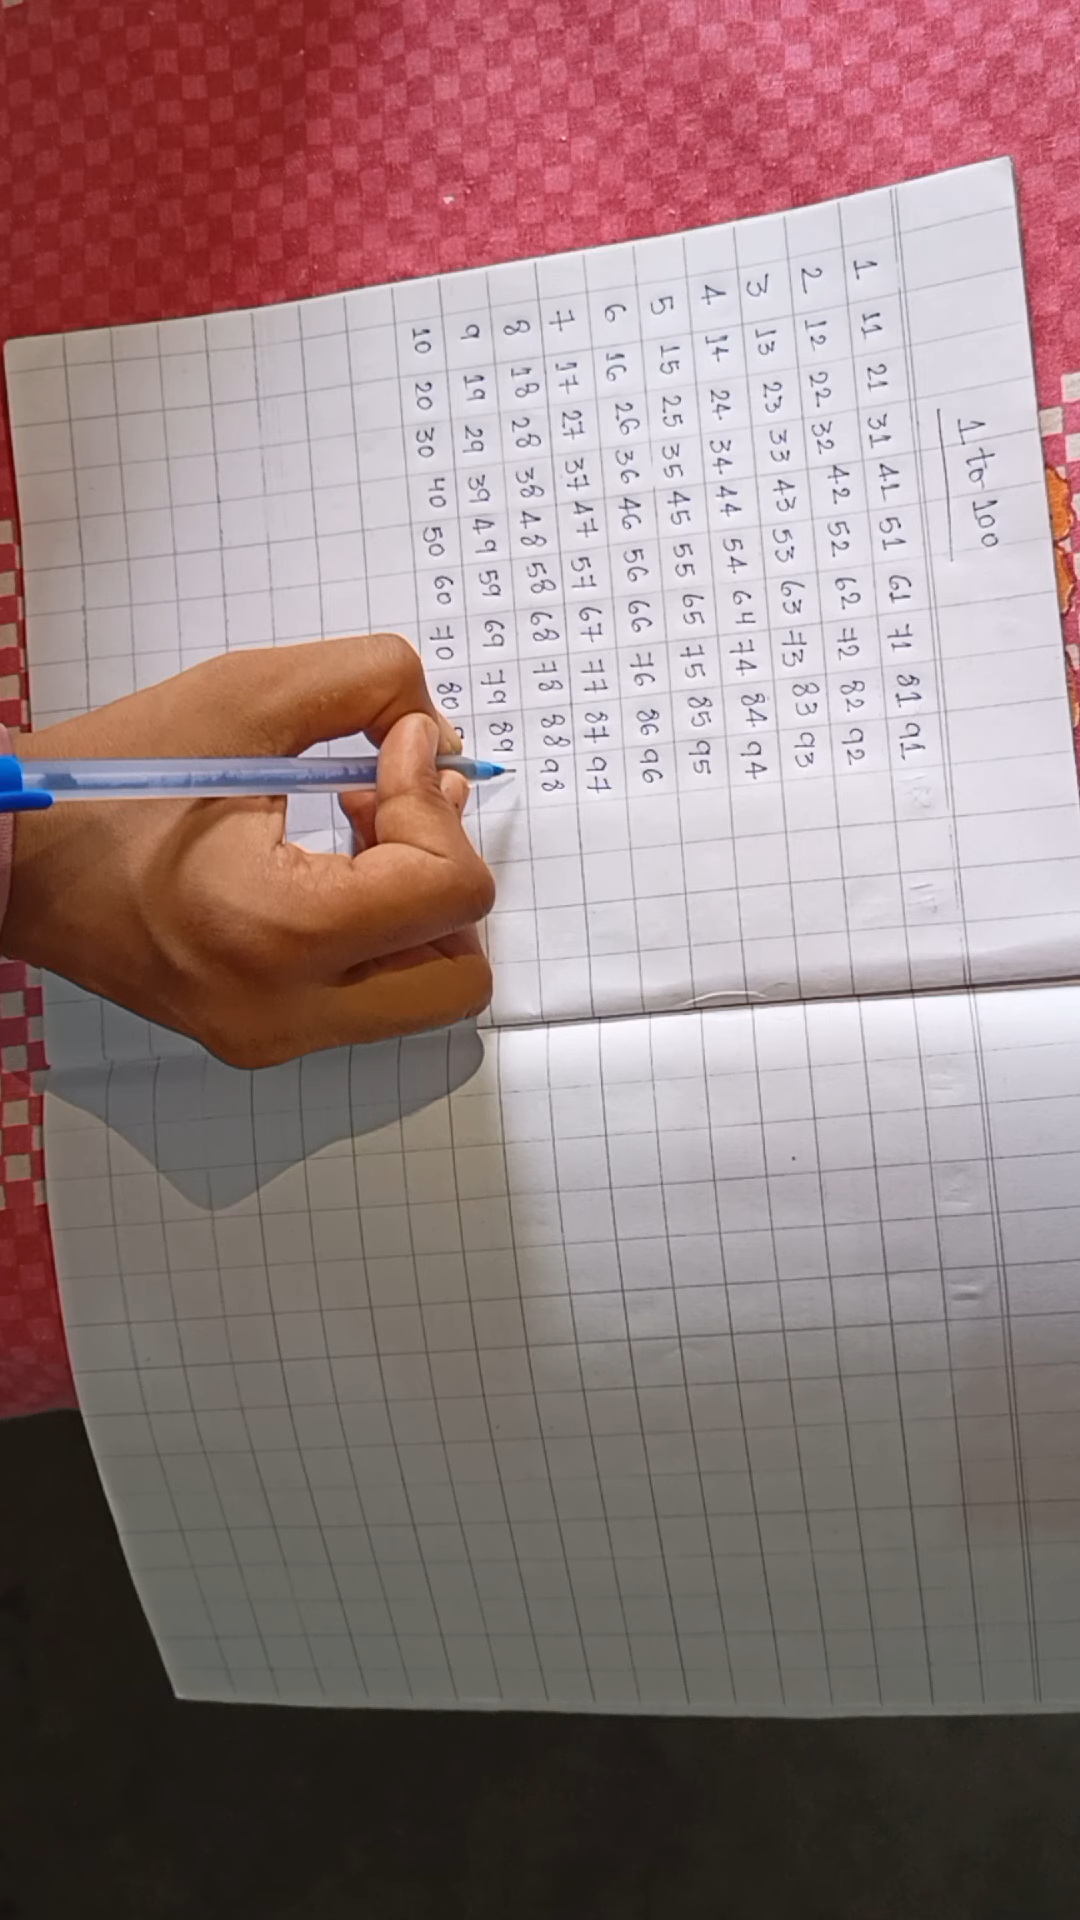 1 to 100
1 11 21 31 41 51 61 71 81 91
2 12 22 32 42 52 62 72 82 92
3 13 23 33 43 53 63 73 83 93
4 14 24 34 44 54 64 74 84 94
5 15 25 35 45 55 65 75 85 95
6 16 26 36 46 56 66 76 86 96
7 17 27 37 47 57 67 77 87 97
8 18 28 38 48 58 68 78 88 98
9 19 29 39 49 59 69 79 89
10 20 30 40 50 60 70 80